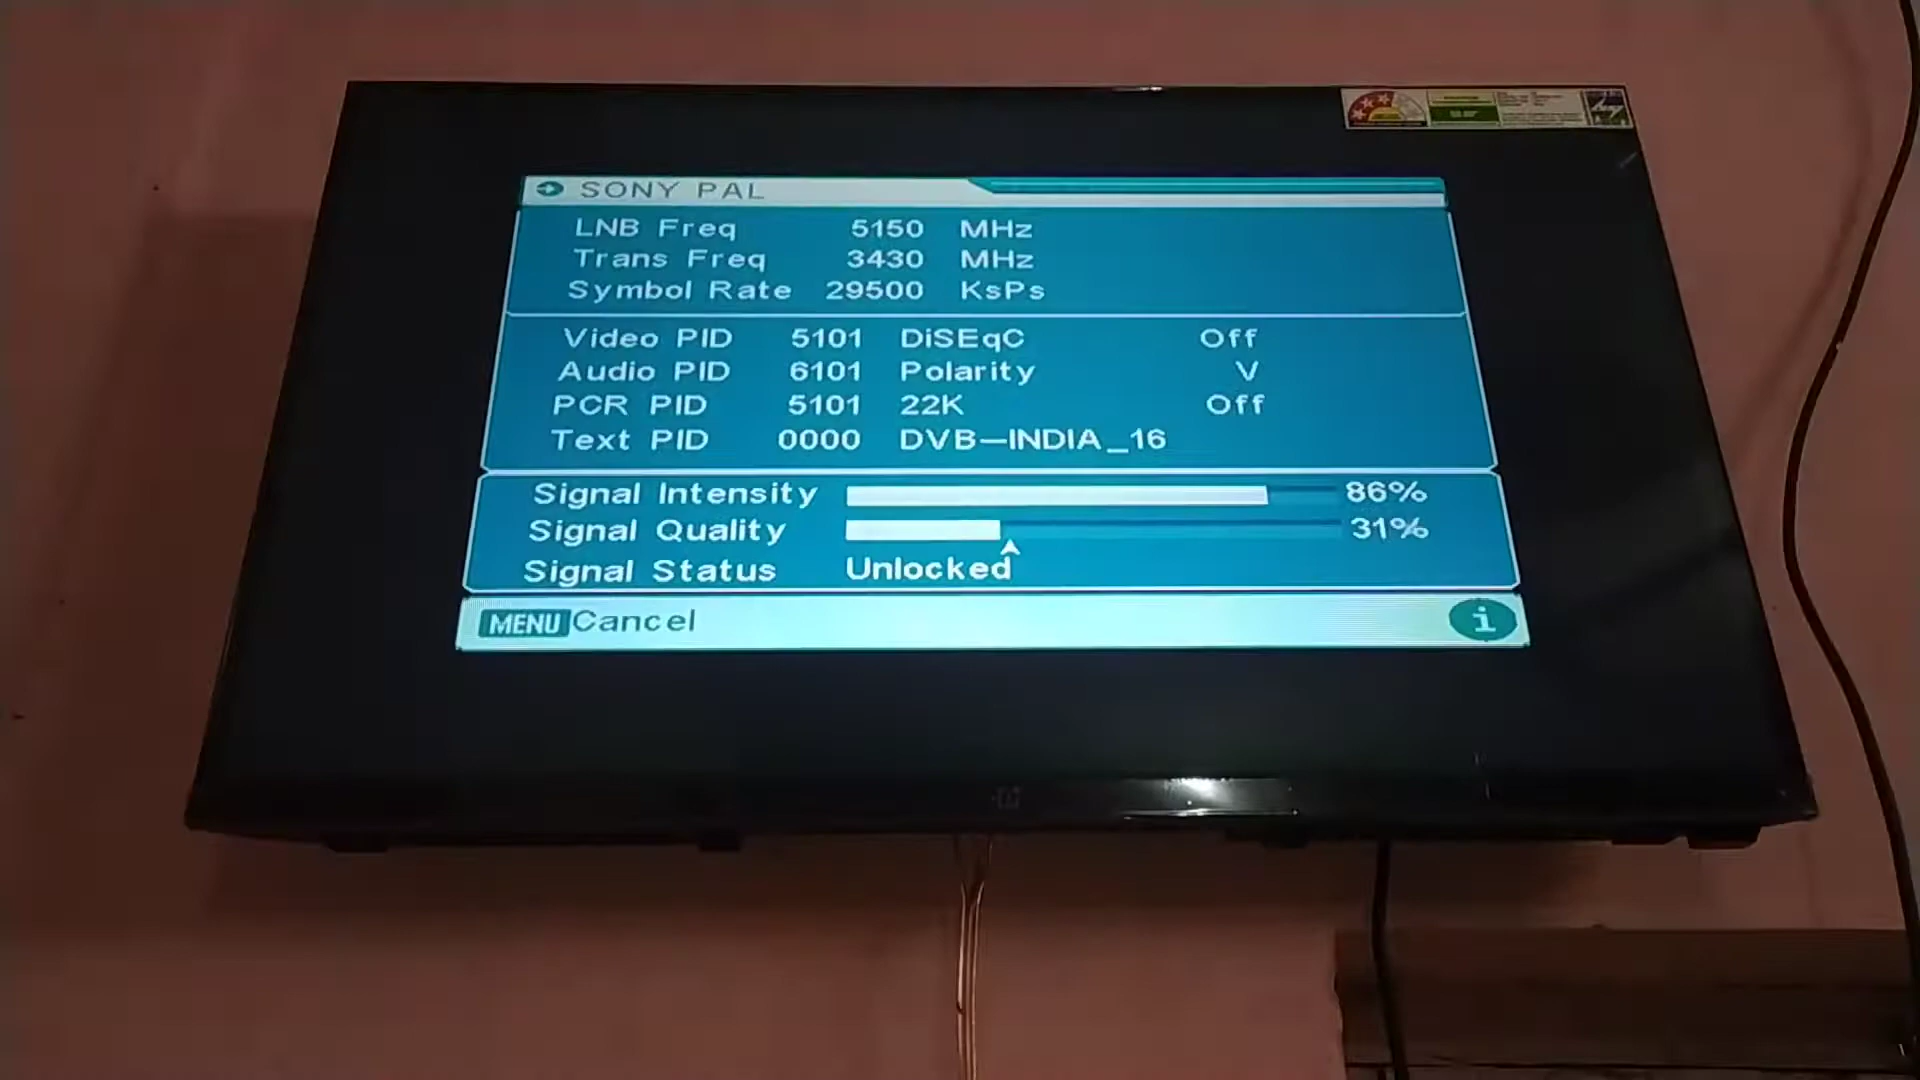 SONY PAL
LNB Freq 5150 MHz
Trans Freq 3430 MHz
Symbol Rate 29500 KsPs
Video PID 5101 DiSEqC Off
Audio PID 6101 Polarity V
PCR PID 5101 22K Off
Text PID 0000 DVB-INDIA_16
Signal Intensity 86%
Signal Quality 31%
Signal Status Unlocked
MENU Cancel i